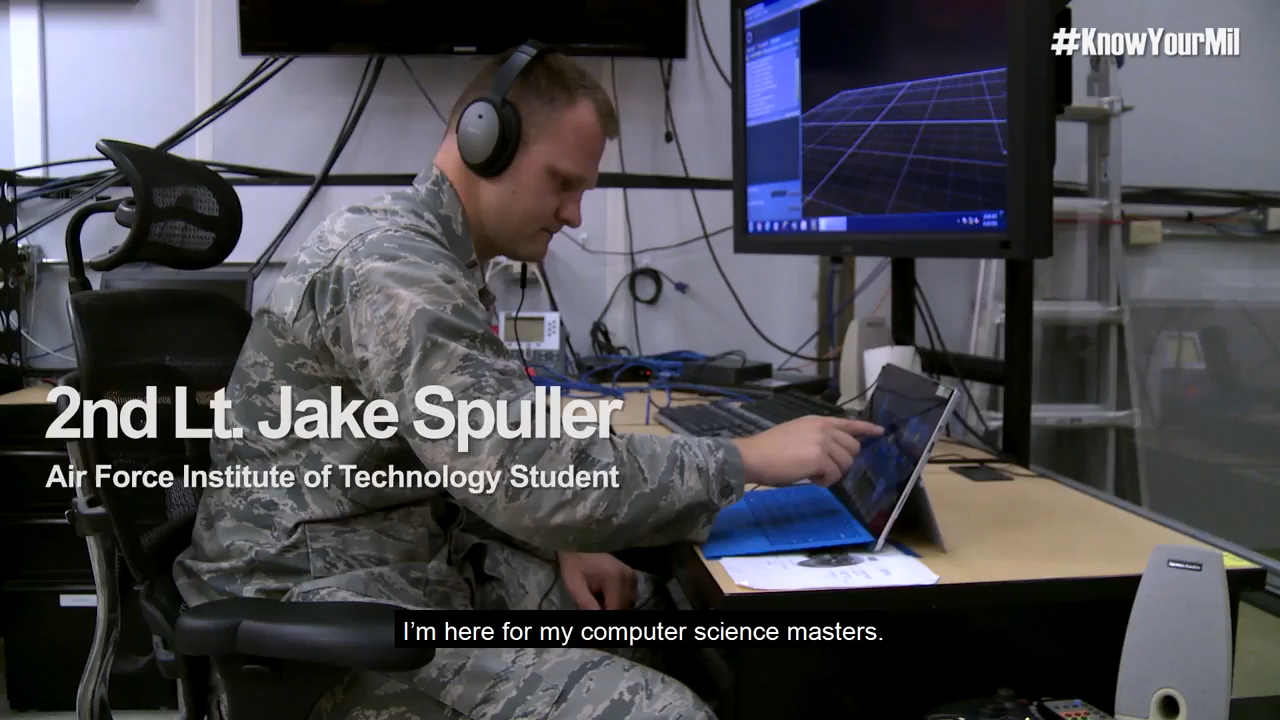 #KnowYourMil
2nd Lt. Jake Spuller
Air Force Institute of Technology Student
I'm here for my computer science masters.